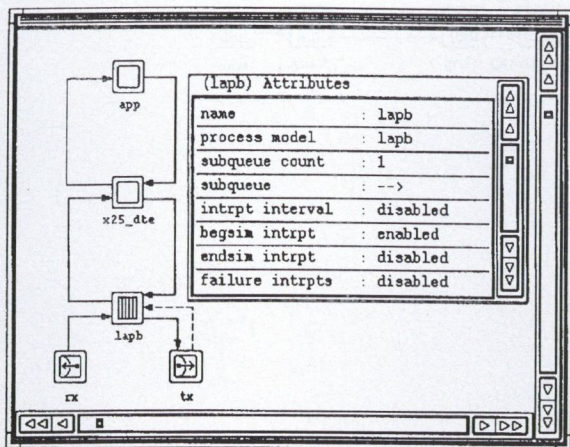 app
x25_dte
lapb
rx
tx
(lapb) Attributes
name : lapb
process model : lapb
subqueue count : 1
subqueue : -->
intrpt interval : disabled
begsim intrpt : enabled
endsim intrpt : disabled
failure intrpts : disabled